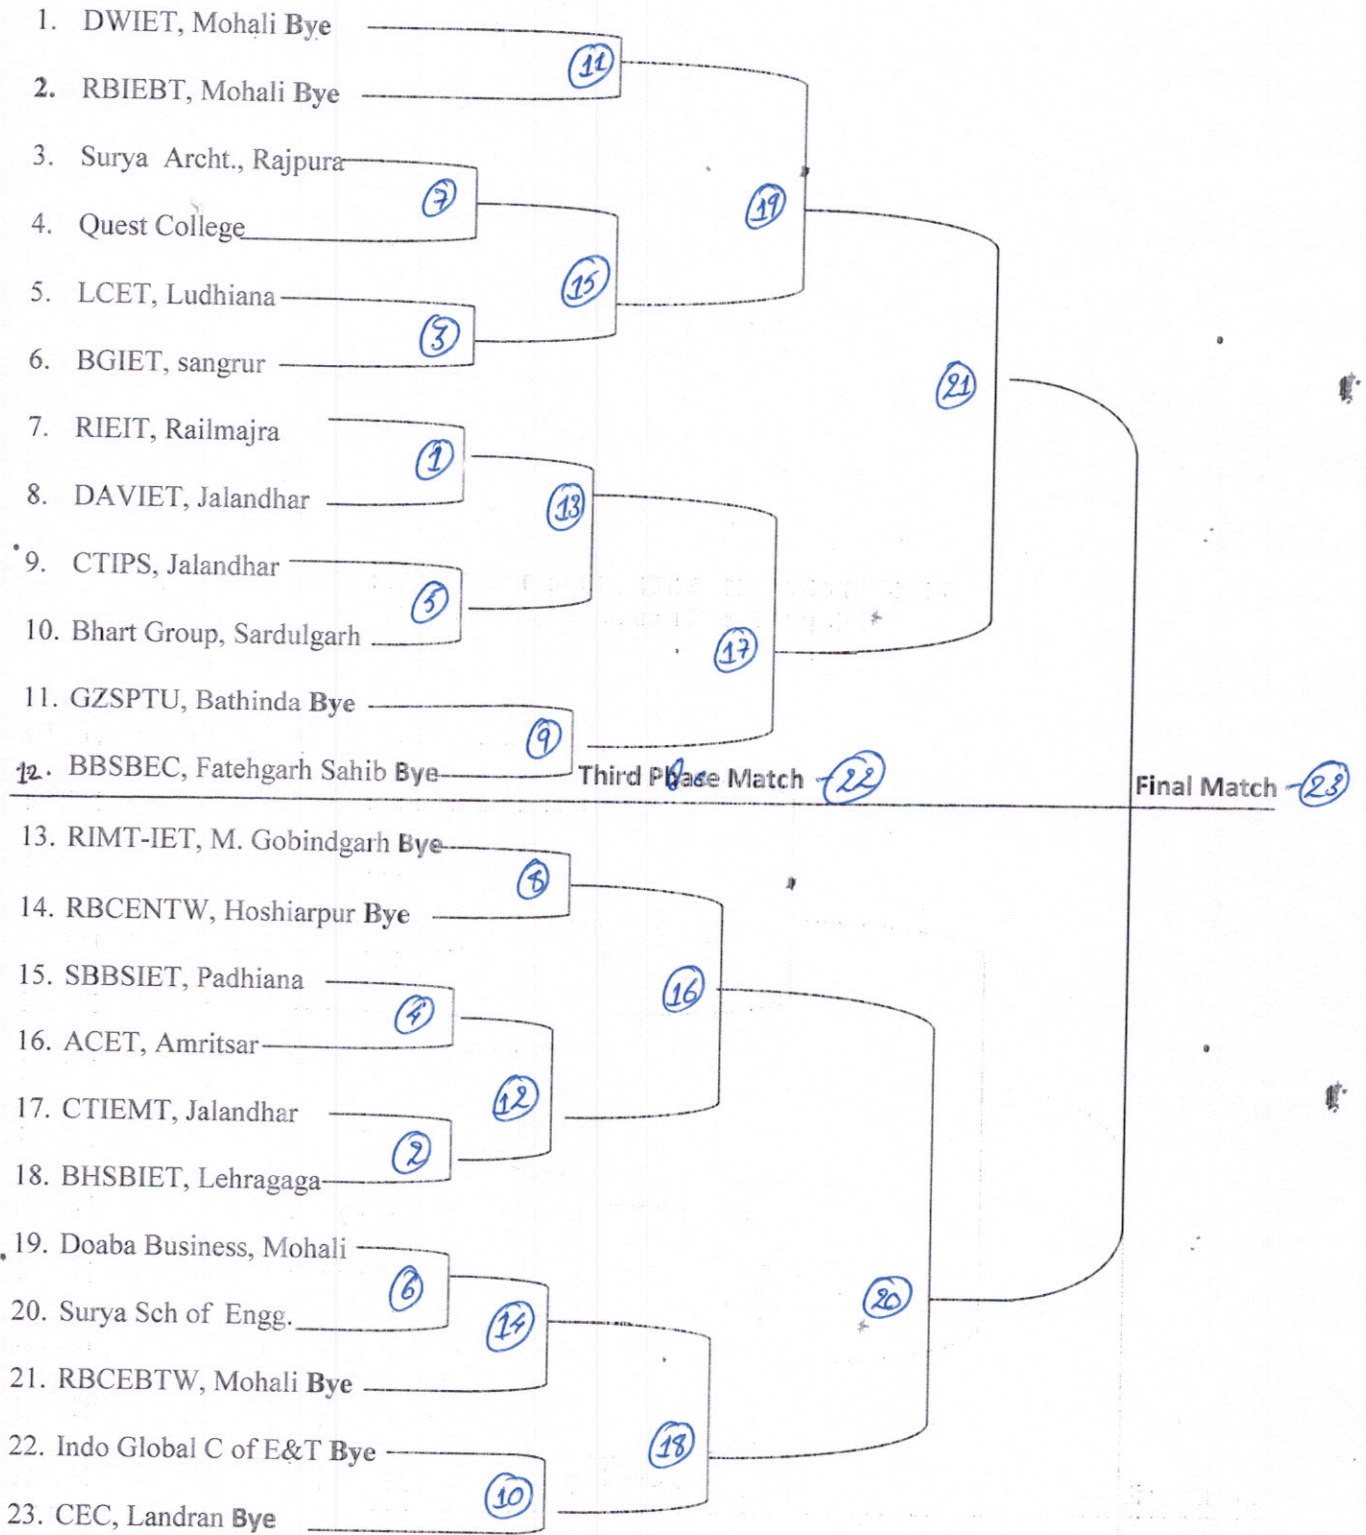 1. DWIET, Mohali Bye
11
2. RBIEBT, Mohali Bye
3. Surya Archt., Rajpura
7
19
4. Quest College
15
5. LCET, Ludhiana
3
6. BGIET, sangrur
21
7. RIEIT, Railmajra
1
8. DAVIET, Jalandhar
13
9. CTIPS, Jalandhar
5
10. Bhart Group, Sardulgarh
17
11. GZSPTU, Bathinda Bye
9
12. BBSBEC, Fatehgarh Sahib Bye
Third Place Match - 22
Final Match - 23
13. RIMT-IET, M. Gobindgarh Bye
8
14. RBCENTW, Hoshiarpur Bye
15. SBBSIET, Padhiana
16
4
16. ACET, Amritsar
12
17. CTIEMT, Jalandhar
2
18. BHSBIET, Lehragaga
19. Doaba Business, Mohali
6
20
20. Surya Sch of Engg.
14
21. RBCEBTW, Mohali Bye
22. Indo Global C of E&T Bye
18
10
23. CEC, Landran Bye